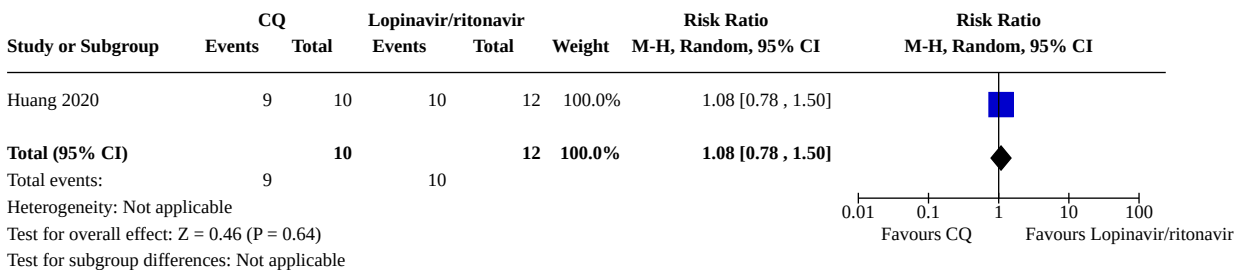 CQ Lopinavir/ritonavir Risk Ratio Risk Ratio
Study or Subgroup Events Total Events Total Weight M-H, Random, 95% CI M-H, Random, 95% CI
Huang 2020 9 10 10 12 100.0% 1.08 [0.78 , 1.50]
Total (95% CI) 10 12 100.0% 1.08 [0.78 , 1.50]
Total events: 9 10
Heterogeneity: Not applicable
0.01 0.1 1 10 100
Test for overall effect: Z = 0.46 (P = 0.64) Favours CQ Favours Lopinavir/ritonavir
Test for subgroup differences: Not applicable